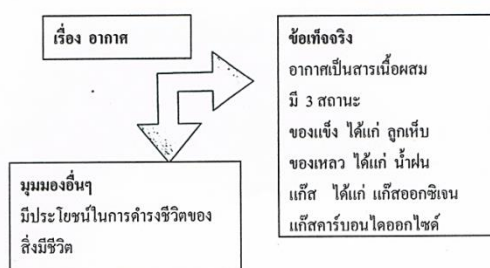 เรื่อง อากาศ
ข้อเท็จจริง
อากาศเป็นสารเนื้อผสม
มี 3 สถานะ
ของแข็ง ได้แก่ ลูกเห็บ
ของเหลว ได้แก่ น้ำฝน
แก๊ส ได้แก่ แก๊สออกซิเจน
แก๊สคาร์บอนไดออกไซด์
มุมมองอื่นๆ
มีประโยชน์ในการดำรงชีวิตของ
สิ่งมีชีวิต